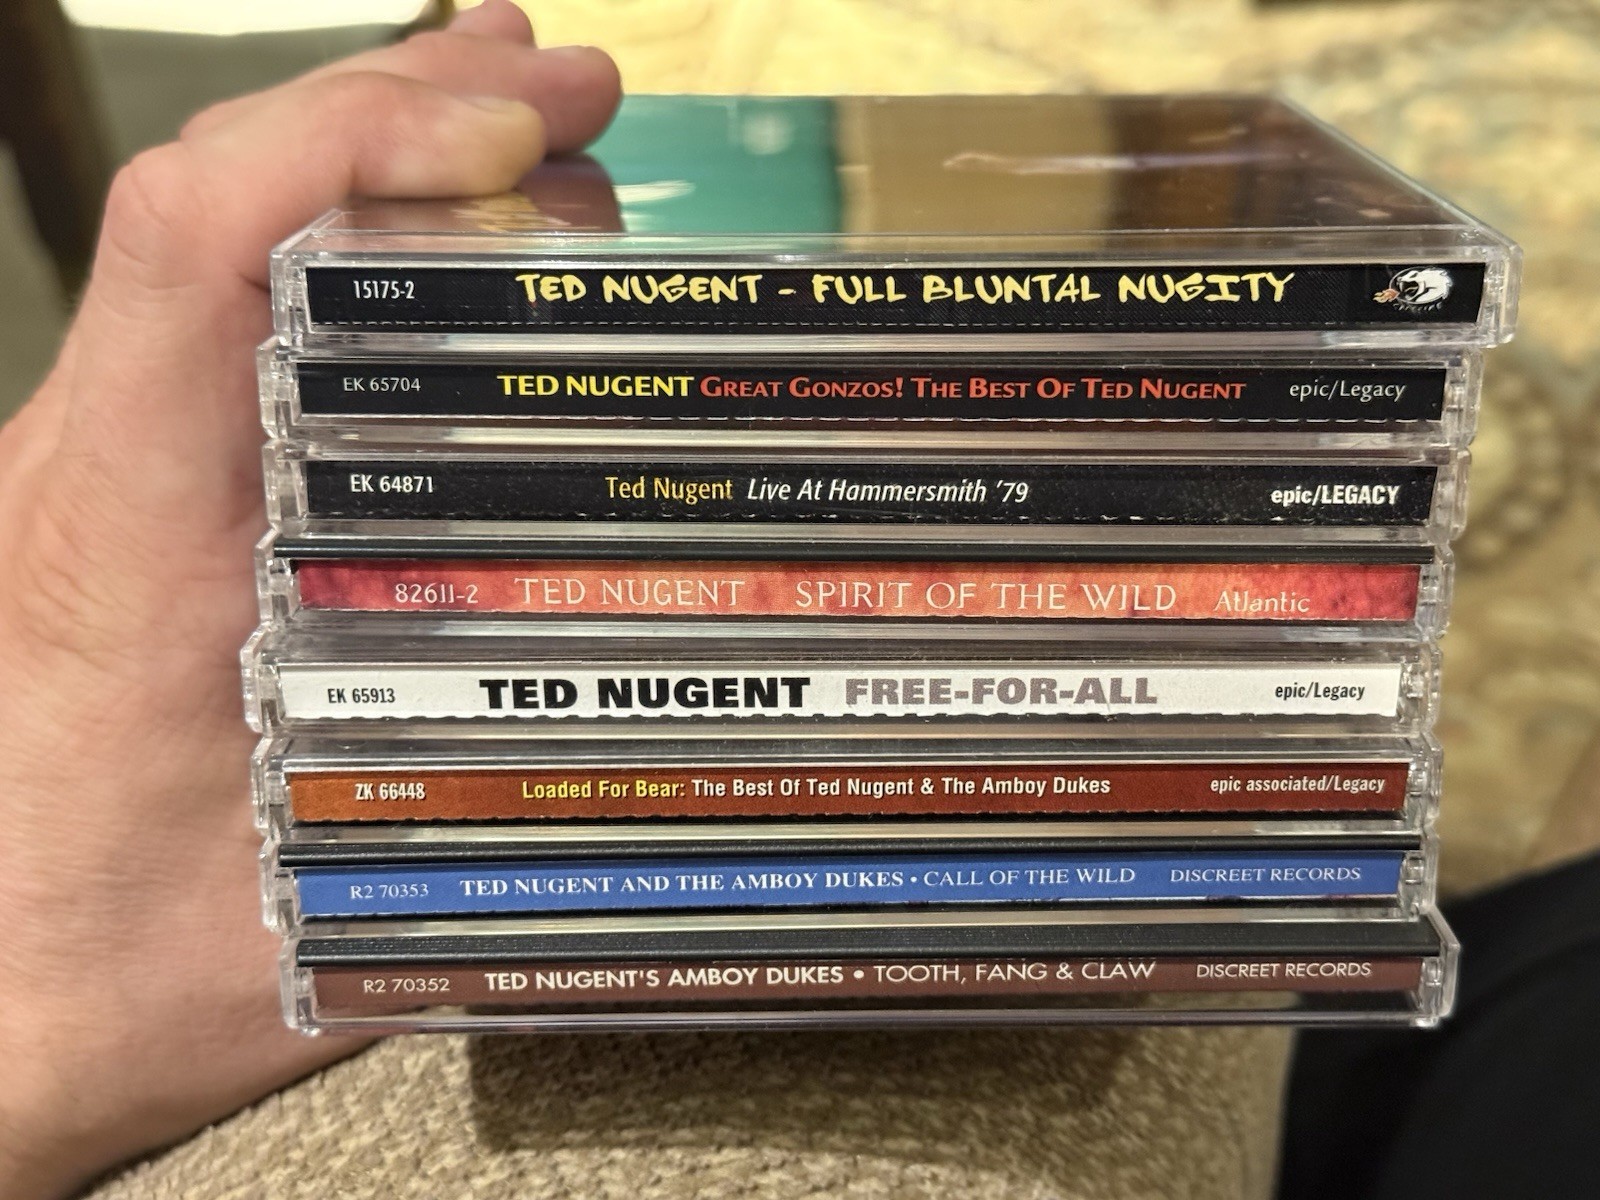 15175-2 TED NUGENT - FULL BLUNTAL NUGITY
EK 65704 TED NUGENT GREAT GONZOS! THE BEST OF TED NUGENT epic/Legacy
EK 64871 Ted Nugent Live At Hammersmith '79 epic/LEGACY
82611-2 TED NUGENT SPIRIT OF THE WILD Atlantic
EK 65913 TED NUGENT FREE-FOR-ALL epic/Legacy
ZK 66448 Loaded For Bear: The Best Of Ted Nugent & The Amboy Dukes epic associated/Legacy
R2 70353 TED NUGENT AND THE AMBOY DUKES • CALL OF THE WILD DISCREET RECORDS
R2 70352 TED NUGENT'S AMBOY DUKES • TOOTH, FANG & CLAW DISCREET RECORDS